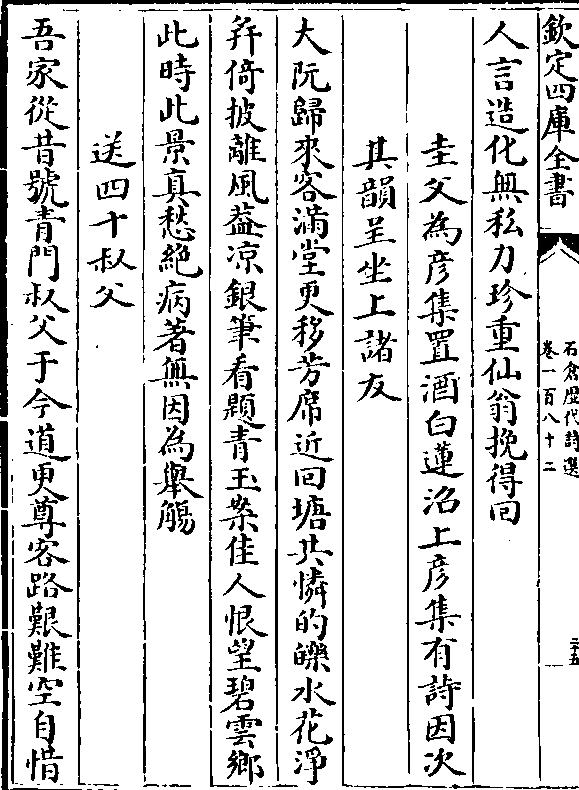 欽定四庫全書
石倉歷代詩選
卷一百八十二
二十五
人言造化無私力珍重仙翁挽得回
圭父為彦集置酒白蓮沼上彦集有詩因次
其韻呈坐上諸友
大阮歸來客滿堂更移芳席近回塘共憐的皪水花淨
并倚披離風葢凉銀筆看題青玉案佳人恨望碧雲鄉
此時此景真愁絶病著無因為舉觴
送四十叔父
吾家從昔號青門叔父于今道更尊客路艱難空自惜